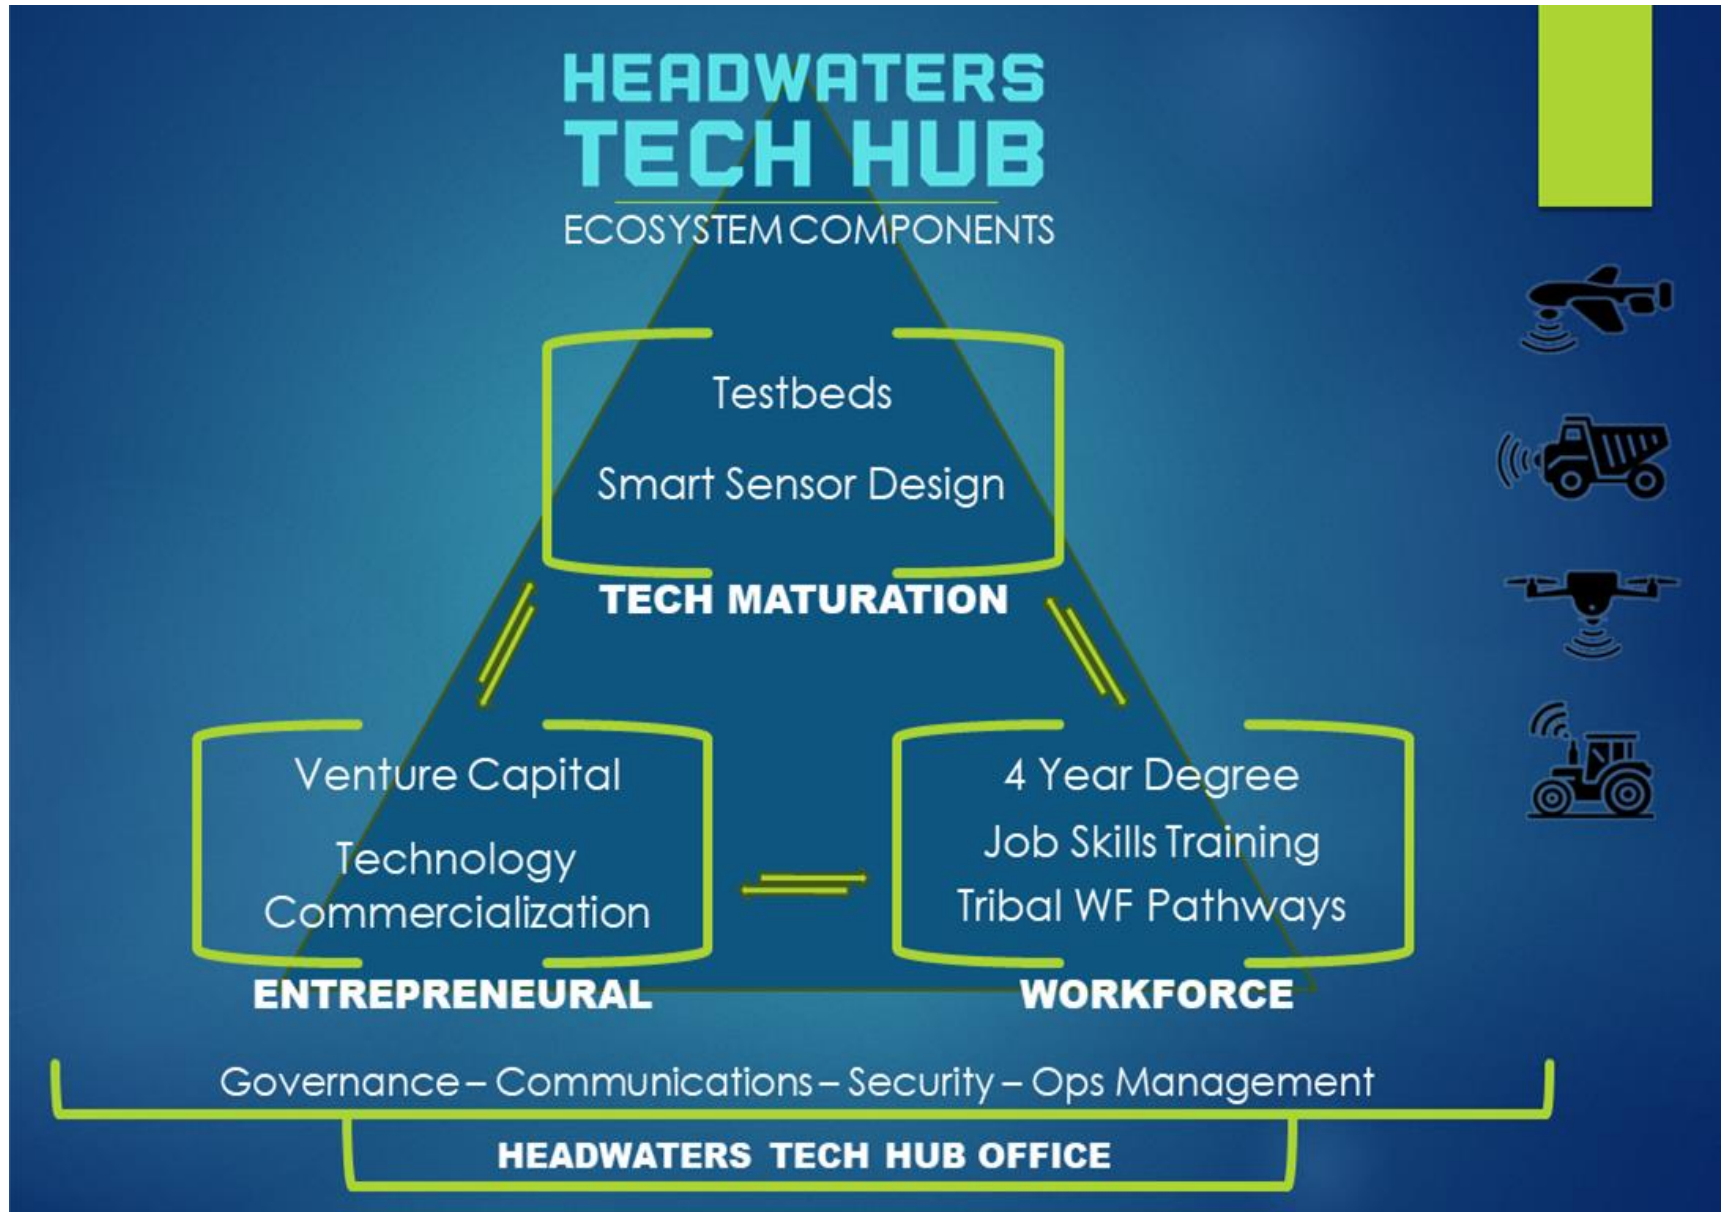 HEADWATERS
TECH HUB
ECOSYSTEM COMPONENTS
Testbeds
Smart Sensor Design
TECH MATURATION
Venture Capital
Technology
Commercialization
ENTREPRENEURAL
4 Year Degree
Job Skills Training
Tribal WF Pathways
WORKFORCE
Governance – Communications – Security – Ops Management
HEADWATERS TECH HUB OFFICE